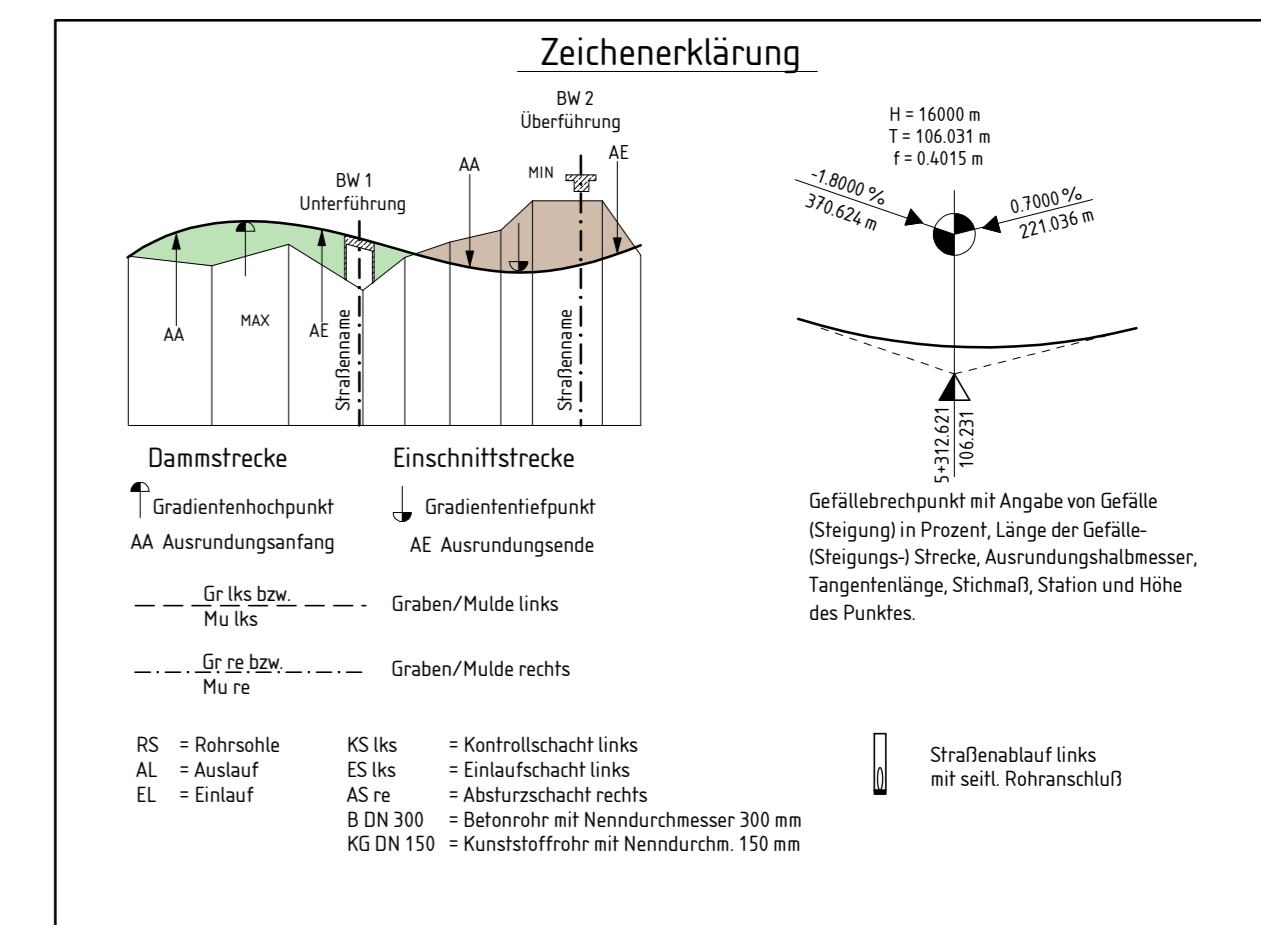 Zeichenerklärung
BW 2
Überführung
AA
MIN
AE
BW 1
Unterführung
AA
MAX
AE
Straßenname
Straßenname
H = 16000 m
T = 106.031 m
f = 0.4015 m
-1.8000 %
370.624 m
0.7000 %
221.036 m
5+312.621
106.231
Dammstrecke
Einschnittstrecke
Gradientenhochpunkt
Gradiententiefpunkt
AA Ausrundungsanfang
AE Ausrundungsende
Gr lks bzw.
Mu lks
Graben/Mulde links
Gr re bzw.
Mu re
Graben/Mulde rechts
Gefällebrechpunkt mit Angabe von Gefälle
(Steigung) in Prozent, Länge der Gefälle-
(Steigungs-) Strecke, Ausrundungshalbmesser,
Tangentenlänge, Stichmaß, Station und Höhe
des Punktes.
RS = Rohrsohle
AL = Auslauf
EL = Einlauf
KS lks = Kontrollschacht links
ES lks = Einlaufschacht links
AS re = Absturzschacht rechts
B DN 300 = Betonrohr mit Nenndurchmesser 300 mm
KG DN 150 = Kunststoffrohr mit Nenndurchm. 150 mm
Straßenablauf links
mit seitl. Rohranschluß